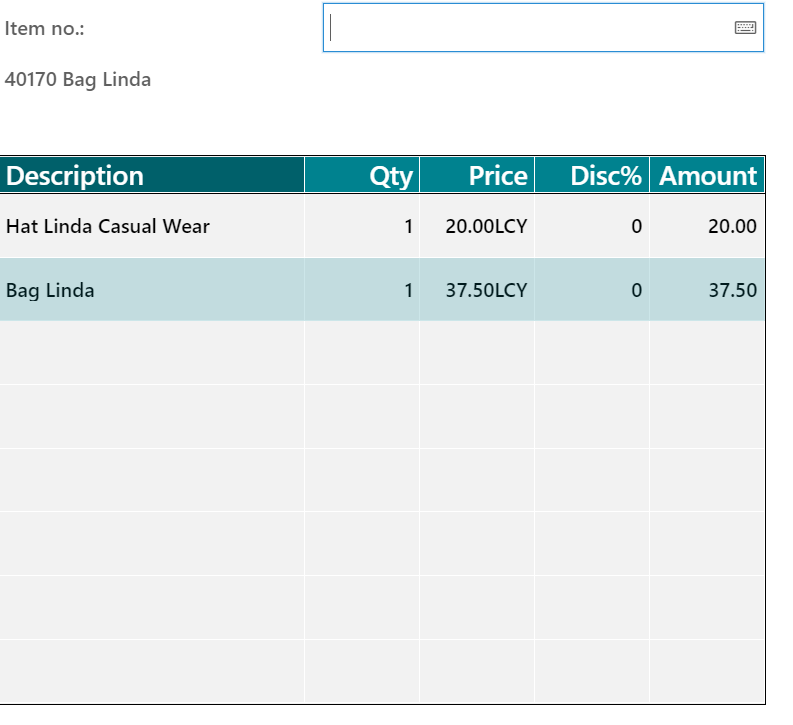 Item no.:
40170 Bag Linda
Description Qty Price Disc% Amount
Hat Linda Casual Wear 1 20.00LCY 0 20.00
Bag Linda 1 37.50LCY 0 37.50